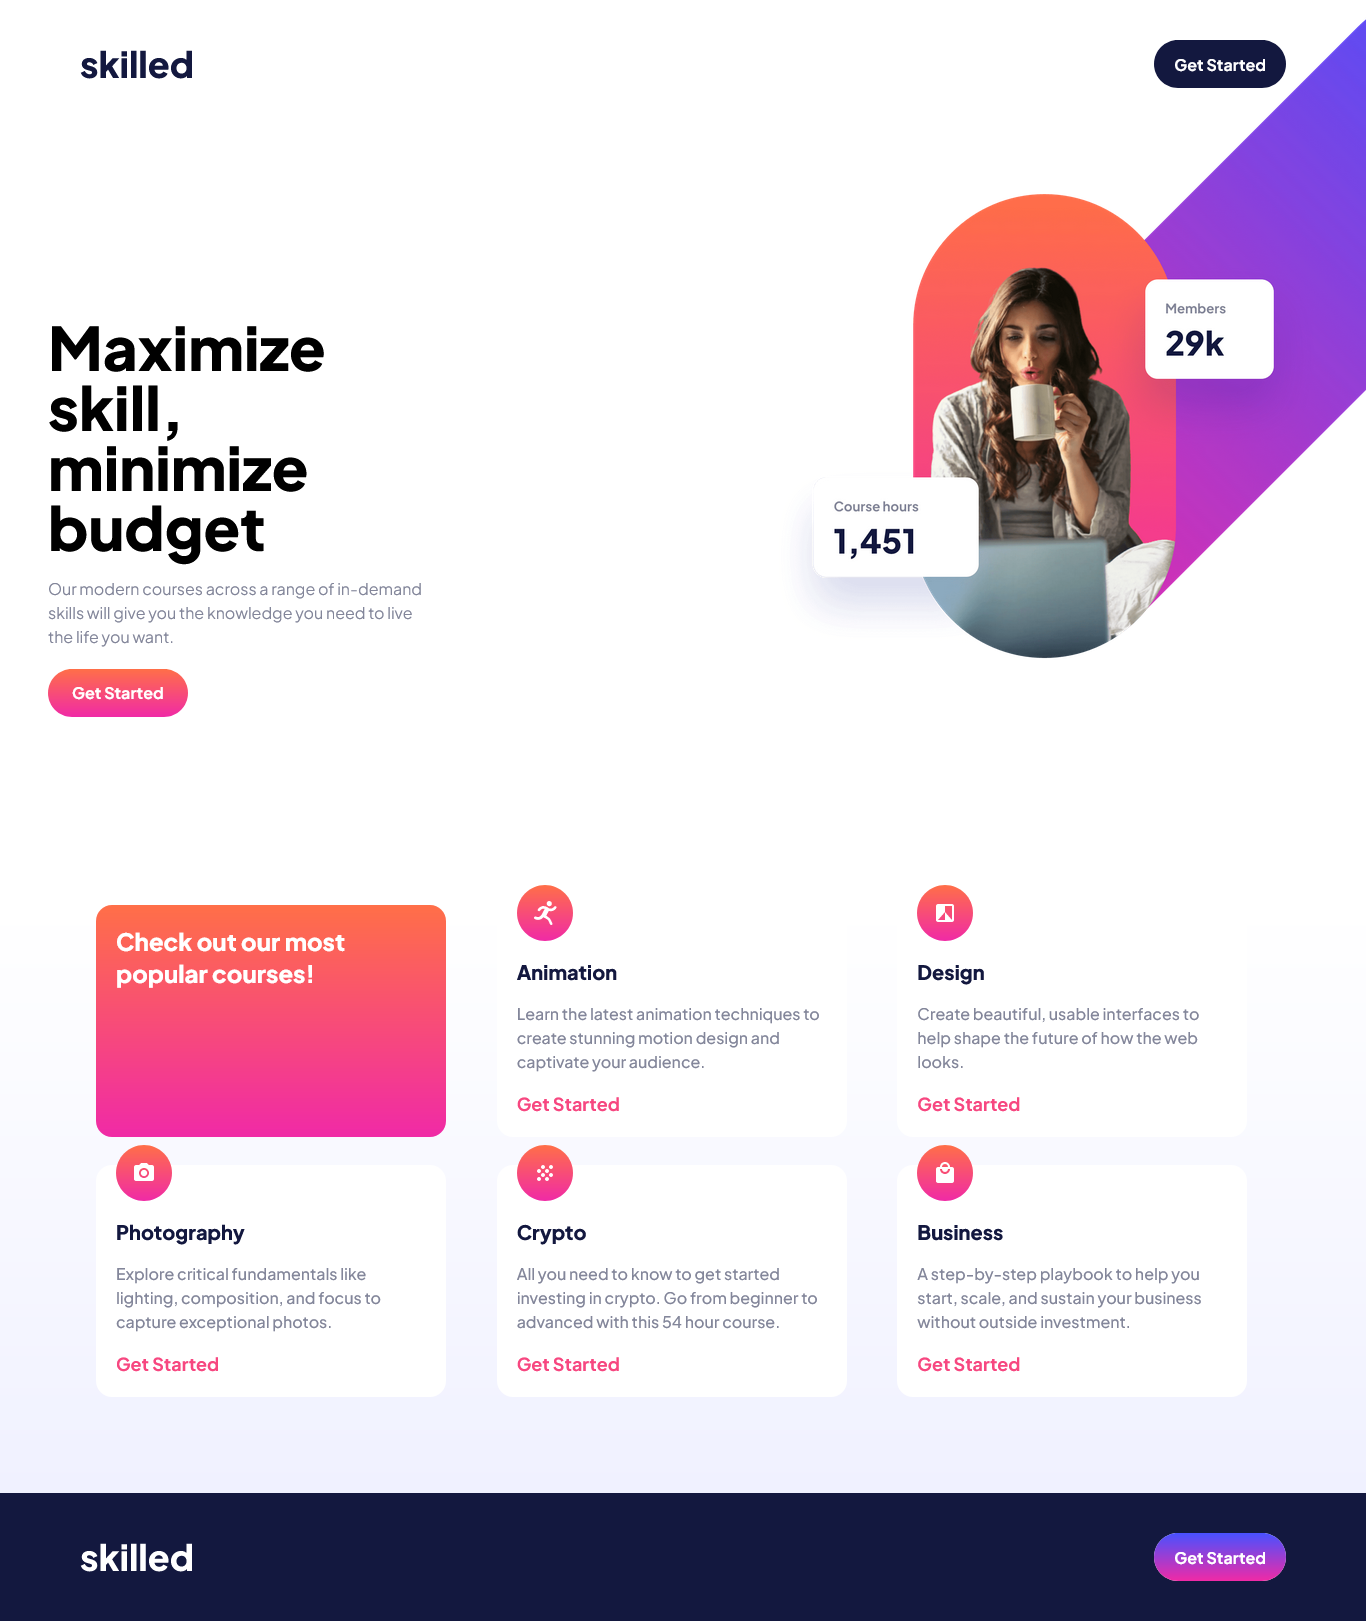 skilled
Get Started
Maximize
skill,
minimize
budget
Our modern courses across a range of in-demand
skills will give you the knowledge you need to live
the life you want.
Get Started
Members
29k
Course hours
1,451
Check out our most
popular courses!
Animation
Learn the latest animation techniques to
create stunning motion design and
captivate your audience.
Get Started
Design
Create beautiful, usable interfaces to
help shape the future of how the web
looks.
Get Started
Photography
Explore critical fundamentals like
lighting, composition, and focus to
capture exceptional photos.
Get Started
Crypto
All you need to know to get started
investing in crypto. Go from beginner to
advanced with this 54 hour course.
Get Started
Business
A step-by-step playbook to help you
start, scale, and sustain your business
without outside investment.
Get Started
skilled
Get Started